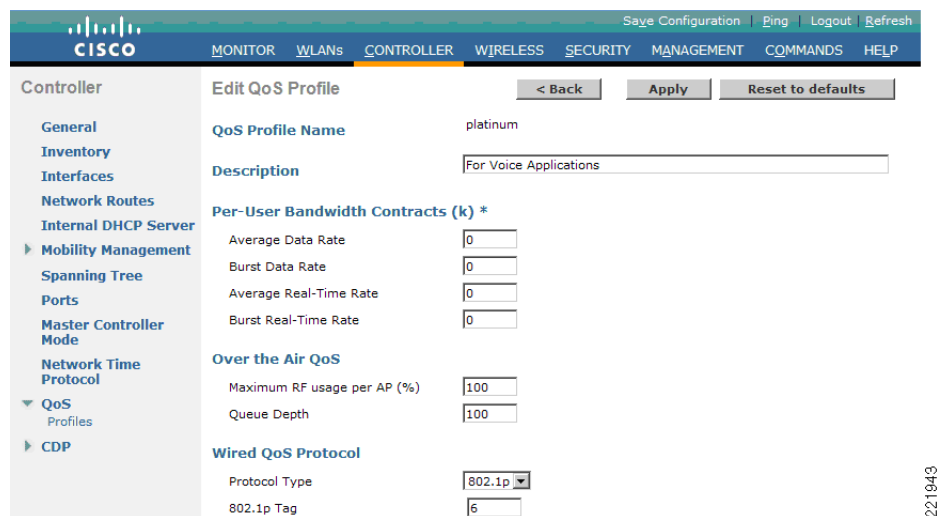 Save Configuration | Ping | Logout | Refresh
CISCO
MONITOR WLANs CONTROLLER WIRELESS SECURITY MANAGEMENT COMMANDS HELP
Controller
General
Inventory
Interfaces
Network Routes
Internal DHCP Server
Mobility Management
Spanning Tree
Ports
Master Controller
Mode
Network Time
Protocol
QoS
Profiles
CDP
Edit QoS Profile
< Back
Apply
Reset to defaults
QoS Profile Name platinum
Description For Voice Applications
Per-User Bandwidth Contracts (k) *
Average Data Rate 0
Burst Data Rate 0
Average Real-Time Rate 0
Burst Real-Time Rate 0
Over the Air QoS
Maximum RF usage per AP (%) 100
Queue Depth 100
Wired QoS Protocol
Protocol Type 802.1p
802.1p Tag 6
221943